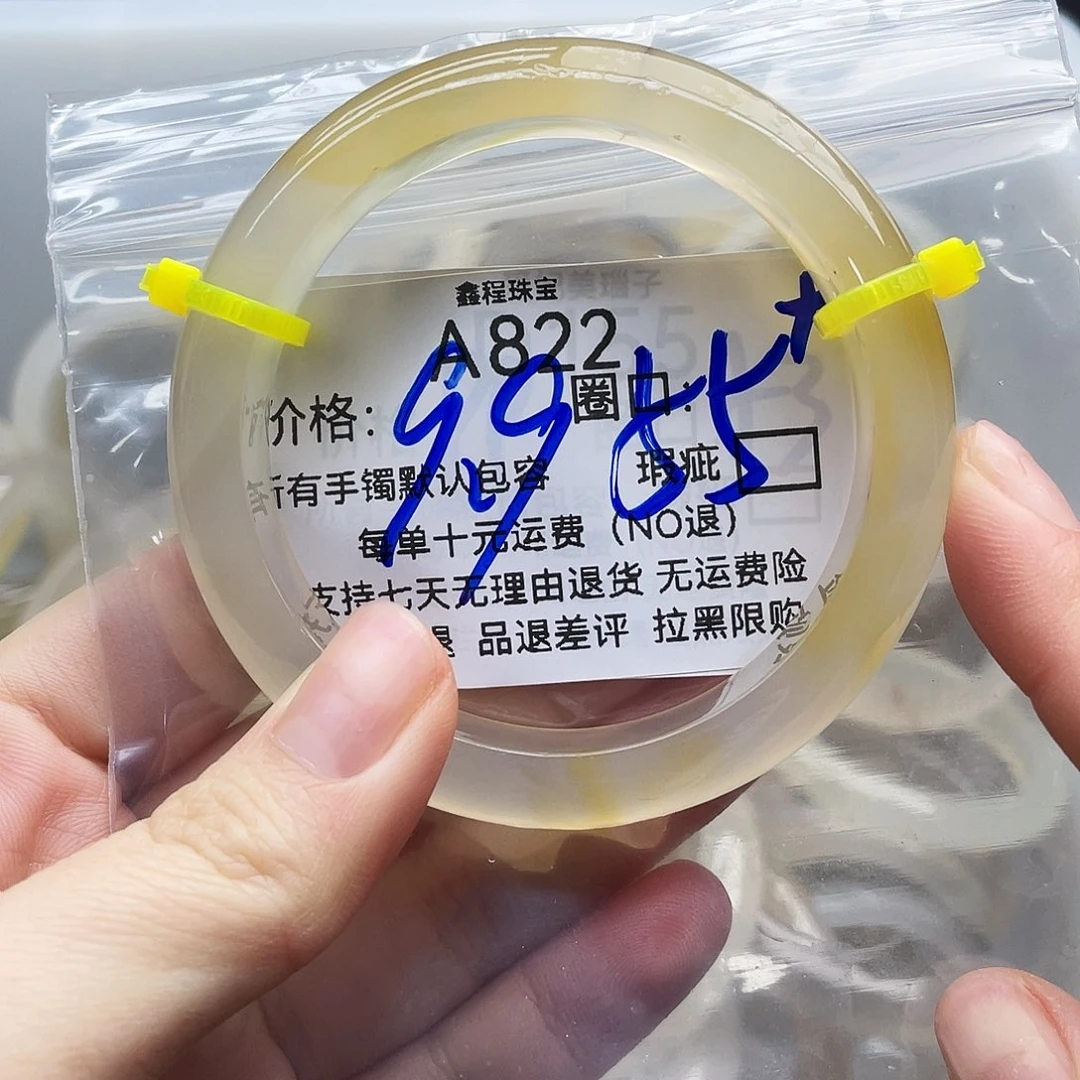 鑫程珠宝
A822
价格: 99 圈口:
所有手镯默认包容 瑕疵
每单十元运费 (NO退)
支持七天无理由退货 无运费险
退 品退差评 拉黑限购